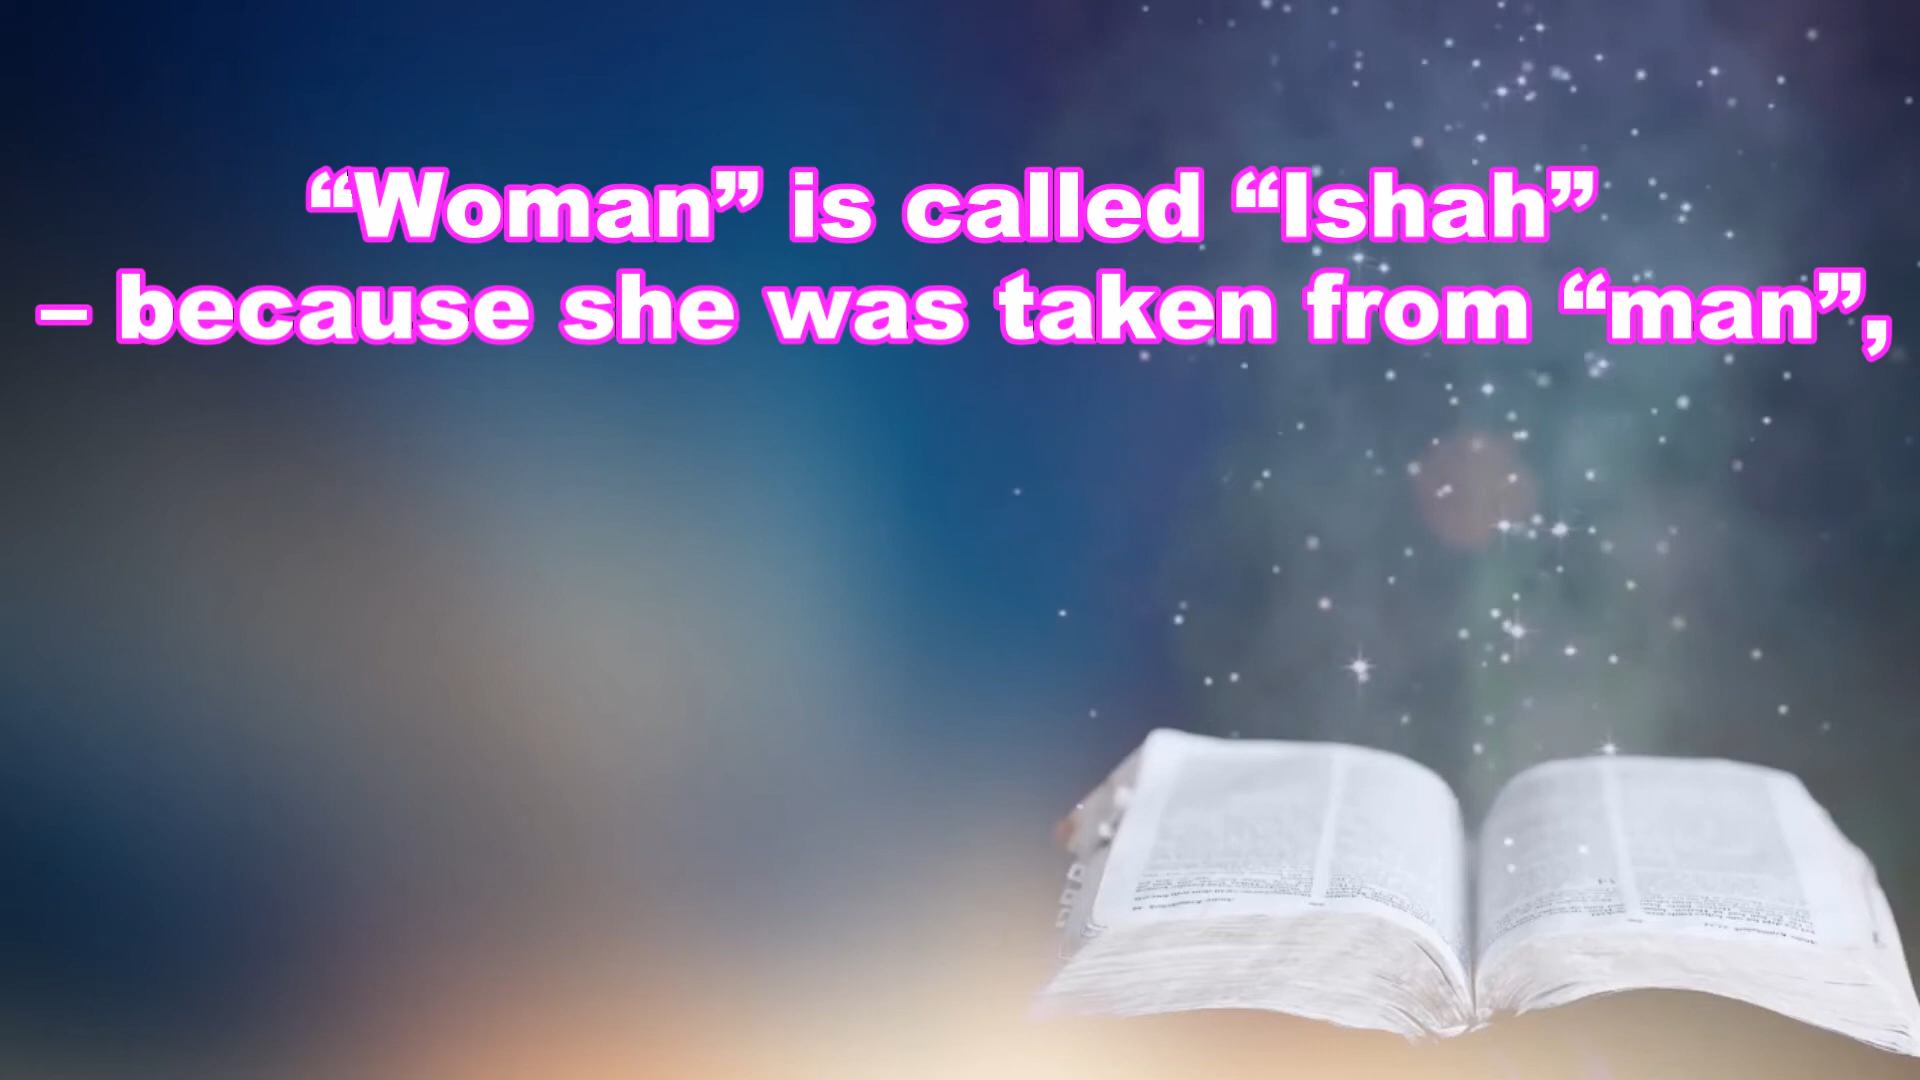 “Woman” is called “Ishah”
– because she was taken from “man”,